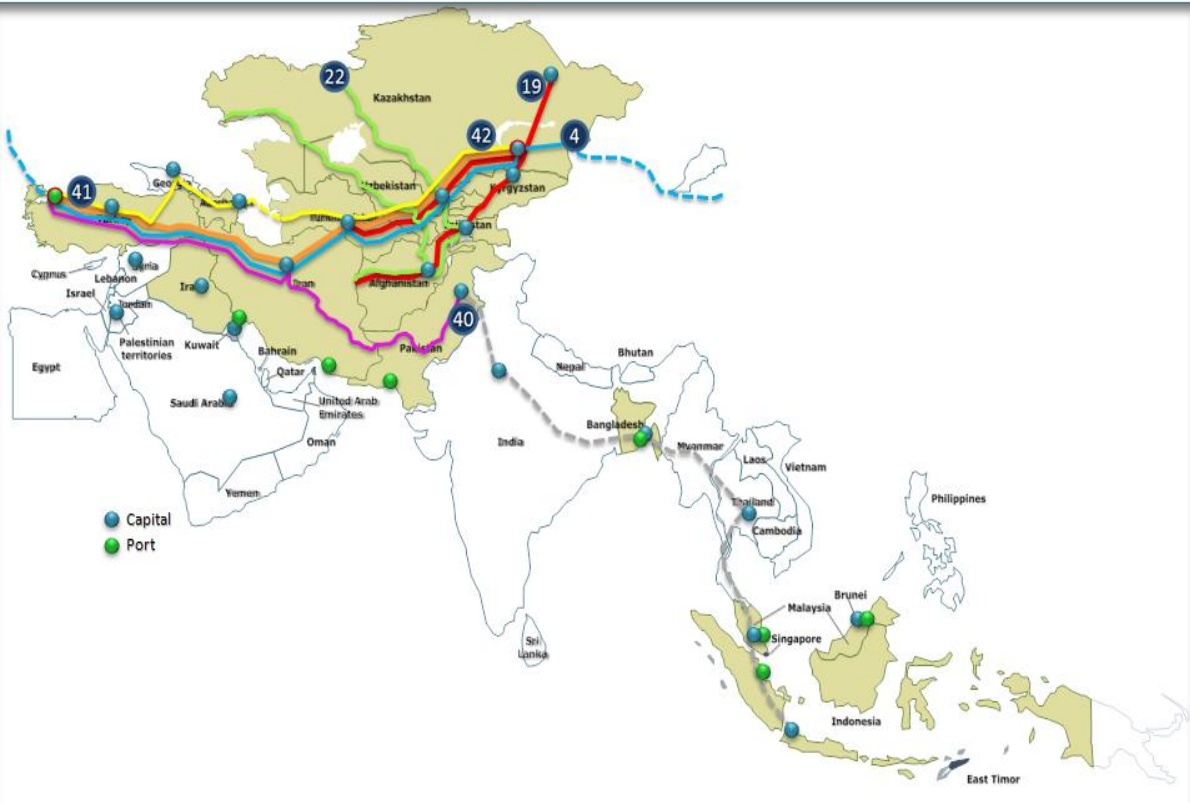 22
Kazakhstan
19
42
4
Georgia
41
Uzbekistan
Kyrgyzstan
Cyprus
Syria
Lebanon
Israel
Iraq
Iran
Afghanistan
Jordan
40
Palestinian
territories
Kuwait
Pakistan
Bahrain
Egypt
Qatar
Nepal
Bhutan
Saudi Arabia
United Arab
Emirates
Oman
India
Bangladesh
Myanmar
Laos
Vietnam
Yemen
Thailand
Philippines
Capital
Cambodia
Port
Brunei
Malaysia
Sri
Lanka
Singapore
Indonesia
East Timor